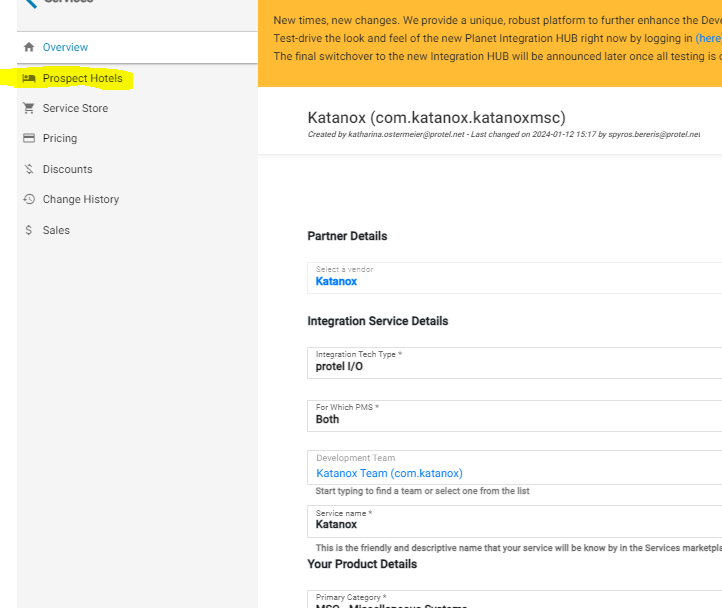 Services
Overview
Prospect Hotels
Service Store
Pricing
Discounts
Change History
Sales
New times, new changes. We provide a unique, robust platform to further enhance the Deve
Test-drive the look and feel of the new Planet Integration HUB right now by logging in (here
The final switchover to the new Integration HUB will be announced later once all testing is c
Katanox (com.katanox.katanoxmsc)
Created by katharina.ostermeier@protel.net - Last changed on 2024-01-12 15:17 by spyros.bereris@protel.net
Partner Details
Select a vendor
Katanox
Integration Service Details
Integration Tech Type *
protel I/O
For Which PMS *
Both
Development Team
Katanox Team (com.katanox)
Start typing to find a team or select one from the list
Service name *
Katanox
This is the friendly and descriptive name that your service will be know by in the Services marketpla
Your Product Details
Primary Category *
MSC - Miscellaneous Systems